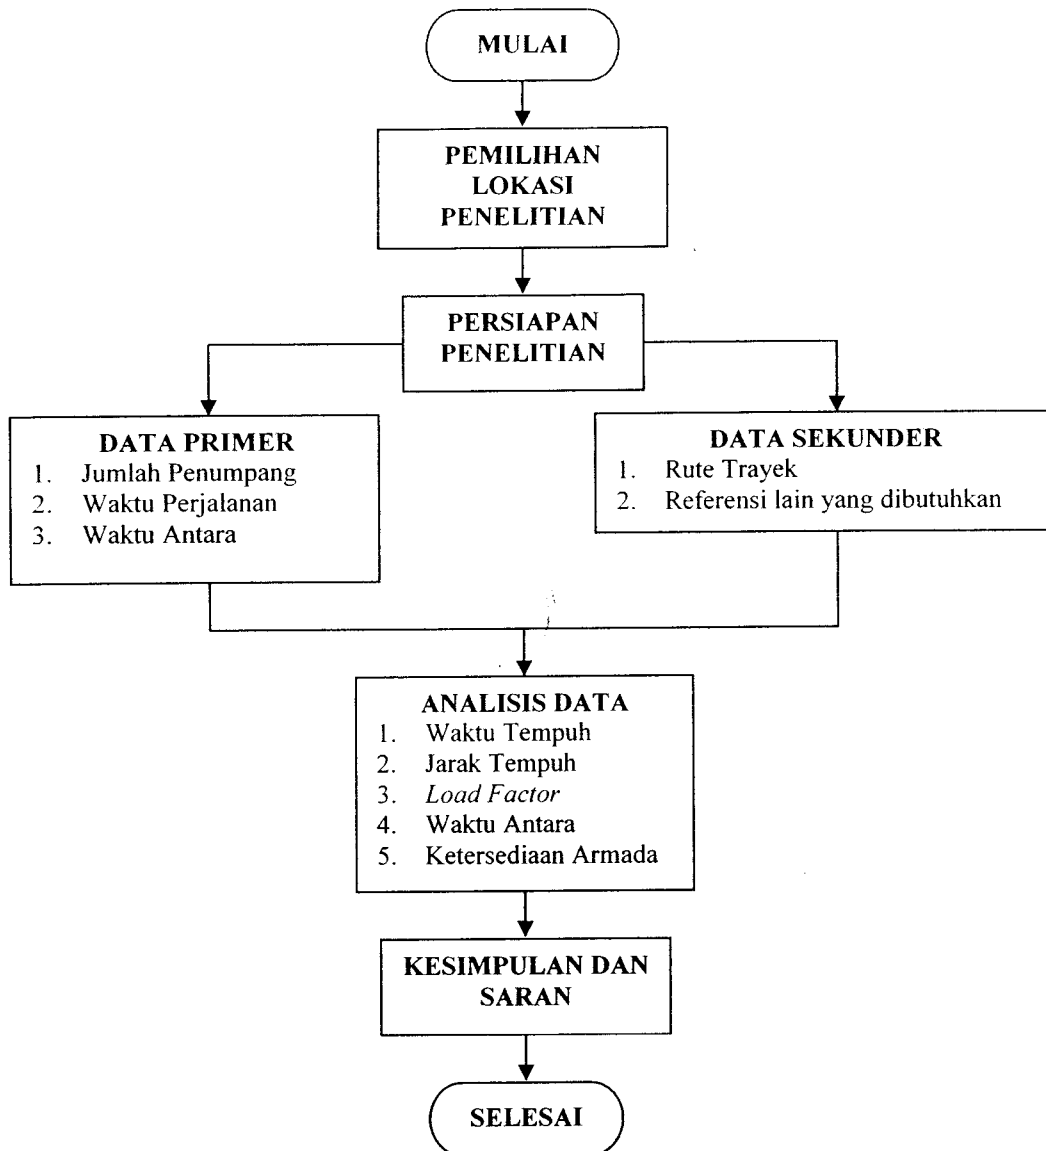 MULAI
PEMILIHAN
LOKASI
PENELITIAN
PERSIAPAN
PENELITIAN
DATA PRIMER
1. Jumlah Penumpang
2. Waktu Perjalanan
3. Waktu Antara
DATA SEKUNDER
1. Rute Trayek
2. Referensi lain yang dibutuhkan
ANALISIS DATA
1. Waktu Tempuh
2. Jarak Tempuh
3. Load Factor
4. Waktu Antara
5. Ketersediaan Armada
KESIMPULAN DAN
SARAN
SELESAI